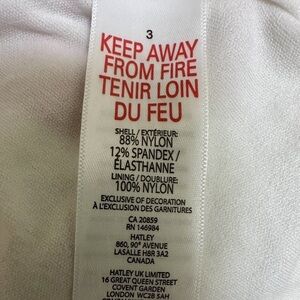 3
KEEP AWAY
FROM FIRE
TENIR LOIN
DU FEU
SHELL / EXTÉRIEUR:
88% NYLON
12% SPANDEX /
ÉLASTHANNE
LINING / DOUBLURE:
100% NYLON
EXCLUSIVE OF DECORATION
À L'EXCLUSION DES GARNITURES
CA 20859
RN 146984
HATLEY
860, 90ᵉ AVENUE
LASALLE H8R 3A2
CANADA
HATLEY UK LIMITED
16 GREAT QUEEN STREET
COVENT GARDEN
LONDON WC2B 5AH